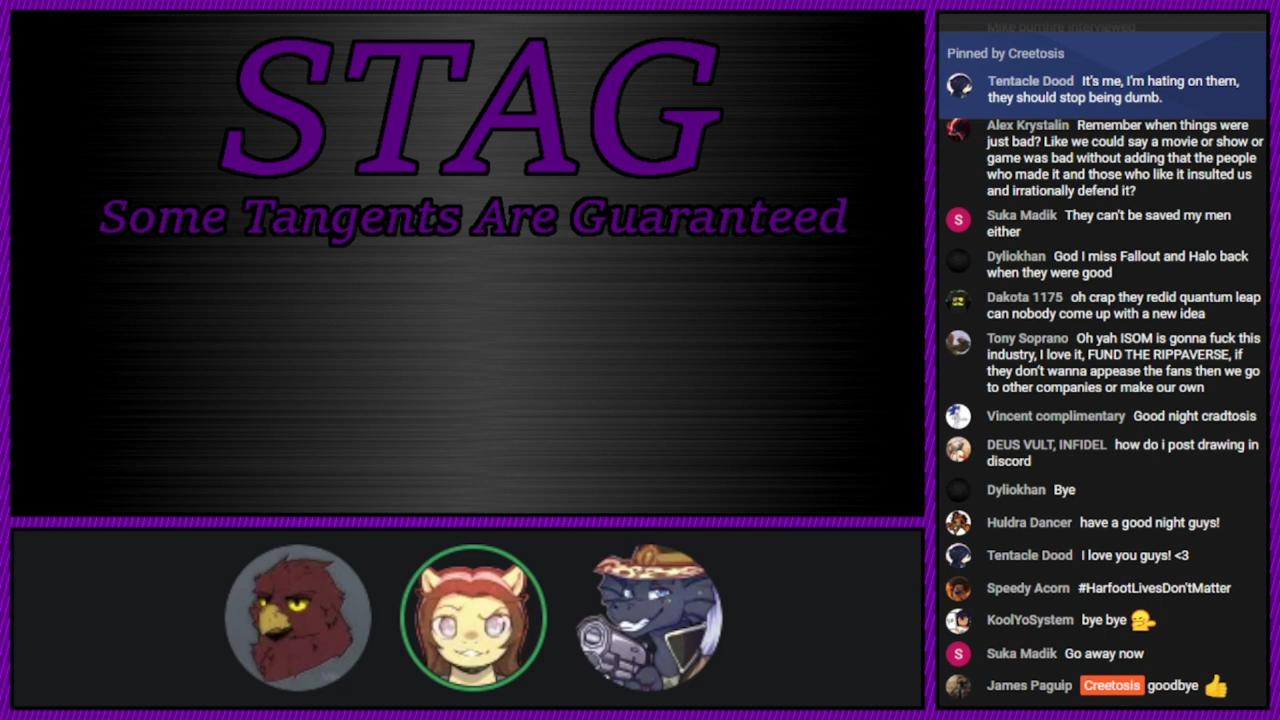 STAG
Some Tangents Are Guaranteed
Mike pumfire interviewed
Pinned by Creetosis
Tentacle Dood It's me, I'm hating on them,
they should stop being dumb.
Alex Krystalin Remember when things were
just bad? Like we could say a movie or show or
game was bad without adding that the people
who made it and those who like it insulted us
and irrationally defend it?
S
Suka Madik They can't be saved my men
either
Dyliokhan God I miss Fallout and Halo back
when they were good
Dakota 1175 oh crap they redid quantum leap
can nobody come up with a new idea
Tony Soprano Oh yah ISOM is gonna fuck this
industry, I love it, FUND THE RIPPAVERSE, if
they don't wanna appease the fans then we go
to other companies or make our own
Vincent complimentary Good night cradtosis
DEUS VULT, INFIDEL how do i post drawing in
discord
Dyliokhan Bye
Huldra Dancer have a good night guys!
Tentacle Dood I love you guys! <3
Speedy Acorn #HarfootLivesDon'tMatter
KoolYoSystem bye bye
S
Suka Madik Go away now
James Paguip Creetosis goodbye